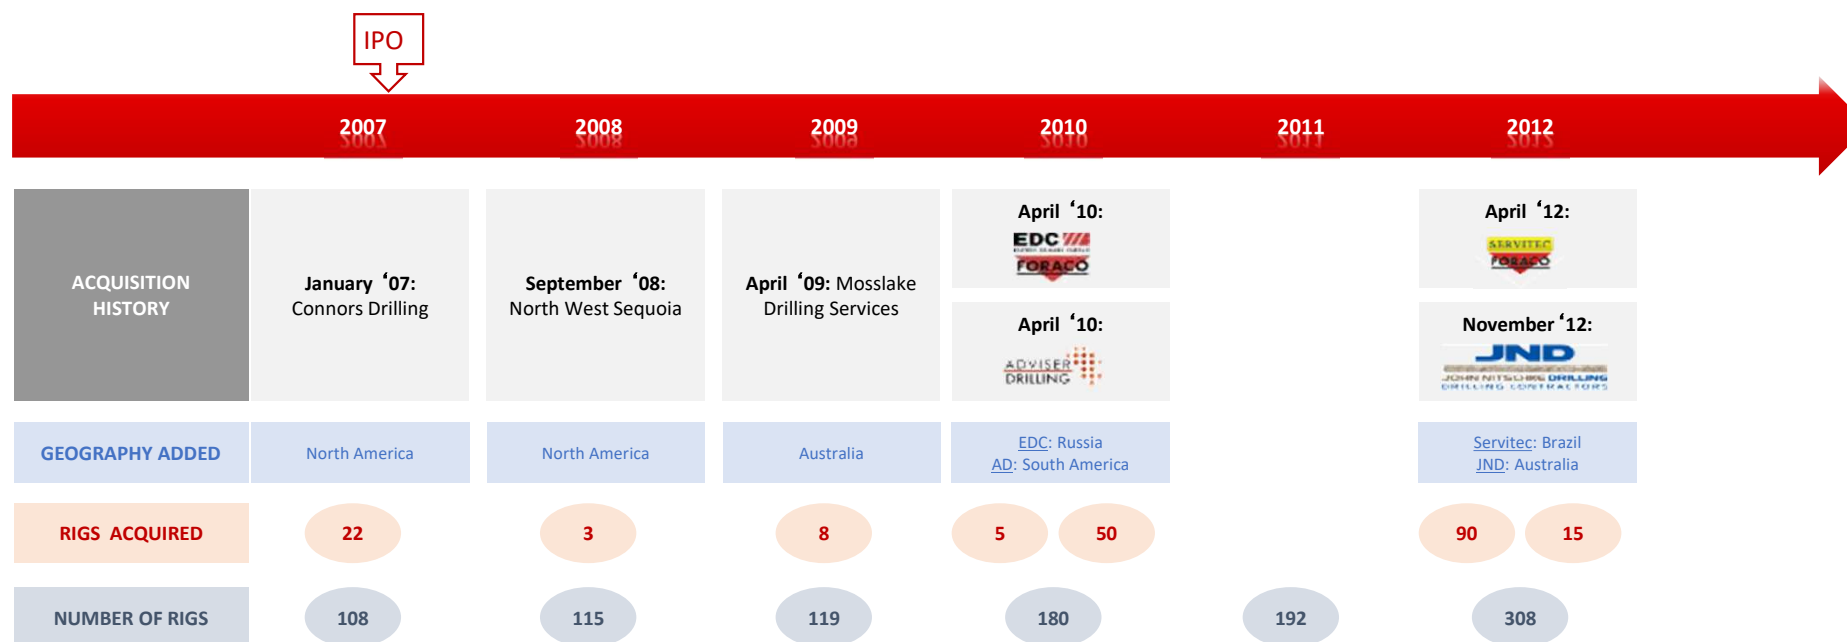 IPO
2007
2008
2009
2010
2011
2012
ACQUISITION
HISTORY
January ‘07:
Connors Drilling
September ‘08:
North West Sequoia
April ‘09: Mosslake
Drilling Services
April ‘10:
EDC
FORACO
April ‘10:
ADVISER
DRILLING
April ‘12:
SERVITEC
FORACO
November ‘12:
JND
JOHN NITSCHKE DRILLING
DRILLING CONTRACTORS
GEOGRAPHY ADDED
North America
North America
Australia
EDC: Russia
AD: South America
Servitec: Brazil
JND: Australia
RIGS ACQUIRED
22
3
8
5
50
90
15
NUMBER OF RIGS
108
115
119
180
192
308